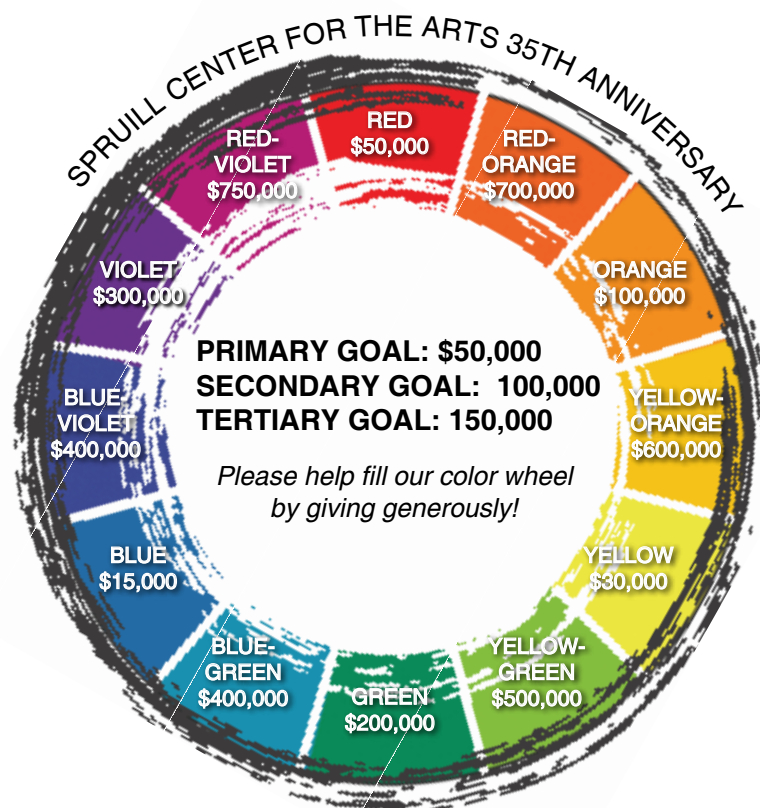 SPRUILL CENTER FOR THE ARTS 35TH ANNIVERSARY
RED
$50,000
RED-
ORANGE
$700,000
ORANGE
$100,000
YELLOW-
ORANGE
$600,000
YELLOW
$30,000
YELLOW-
GREEN
$500,000
GREEN
$200,000
BLUE-
GREEN
$400,000
BLUE
$15,000
BLUE-
VIOLET
$400,000
VIOLET
$300,000
RED-
VIOLET
$750,000
PRIMARY GOAL: $50,000
SECONDARY GOAL:  100,000
TERTIARY GOAL: 150,000
Please help fill our color wheel
by giving generously!